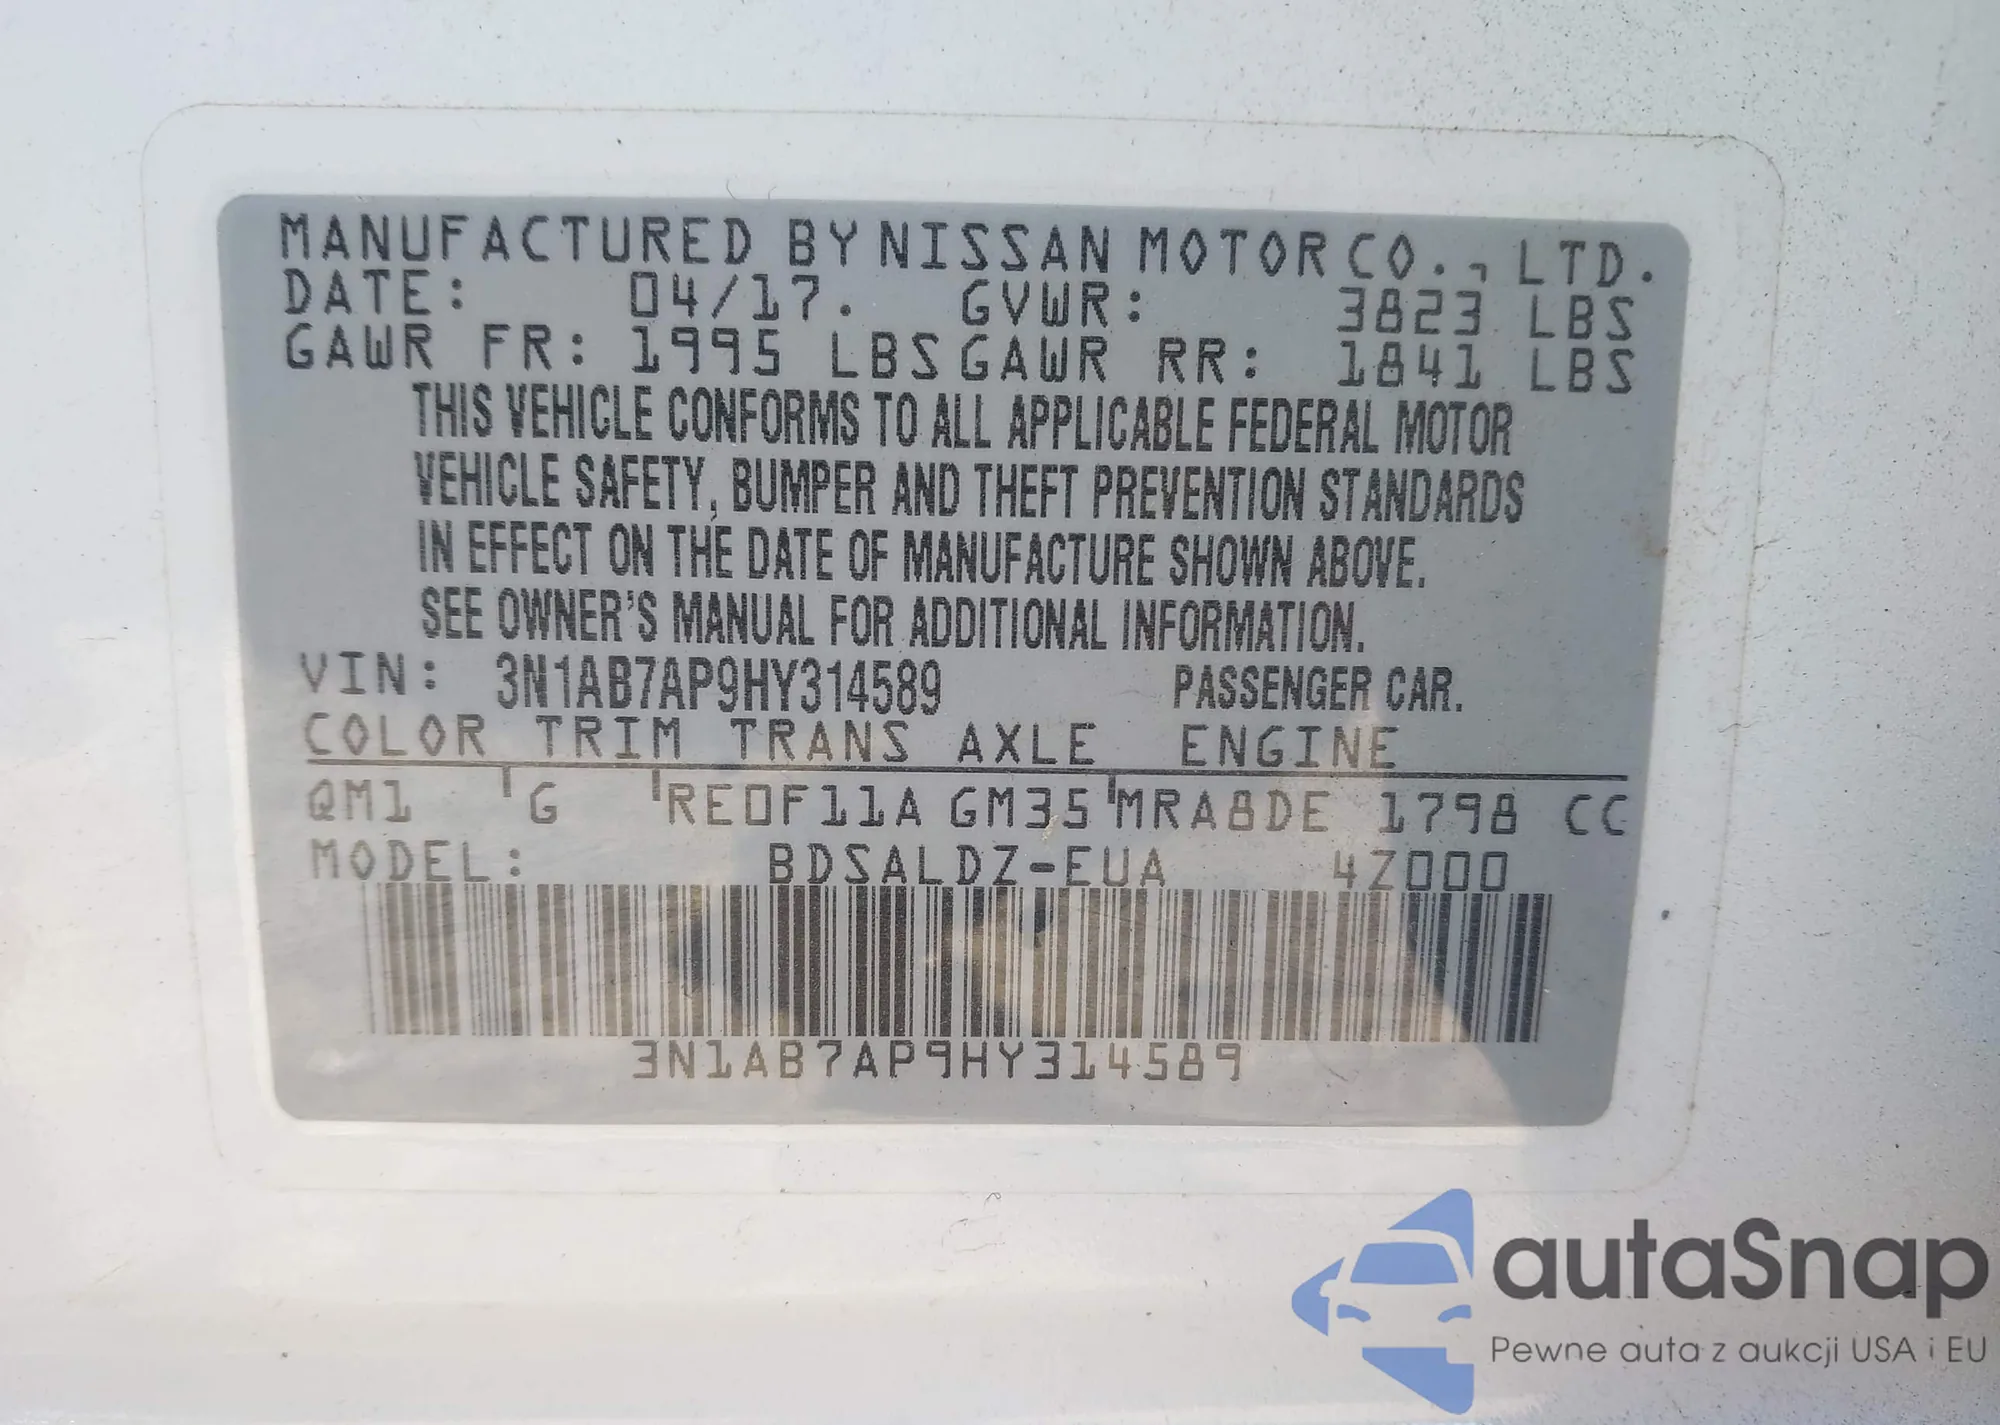 MANUFACTURED BY NISSAN MOTOR CO., LTD.
DATE: 04/17. GVWR: 3823 LBS
GAWR FR: 1995 LBS GAWR RR: 1841 LBS
THIS VEHICLE CONFORMS TO ALL APPLICABLE FEDERAL MOTOR
VEHICLE SAFETY, BUMPER AND THEFT PREVENTION STANDARDS
IN EFFECT ON THE DATE OF MANUFACTURE SHOWN ABOVE.
SEE OWNER'S MANUAL FOR ADDITIONAL INFORMATION.
VIN: 3N1AB7AP9HY314589 PASSENGER CAR.
COLOR TRIM TRANS AXLE ENGINE
QM1 G RE0F11A GM35 MRA8DE 1798 CC
MODEL: BDSALDZ-EUA 4Z000
3N1AB7AP9HY314589
autaSnap
Pewne auta z aukcji USA i EU